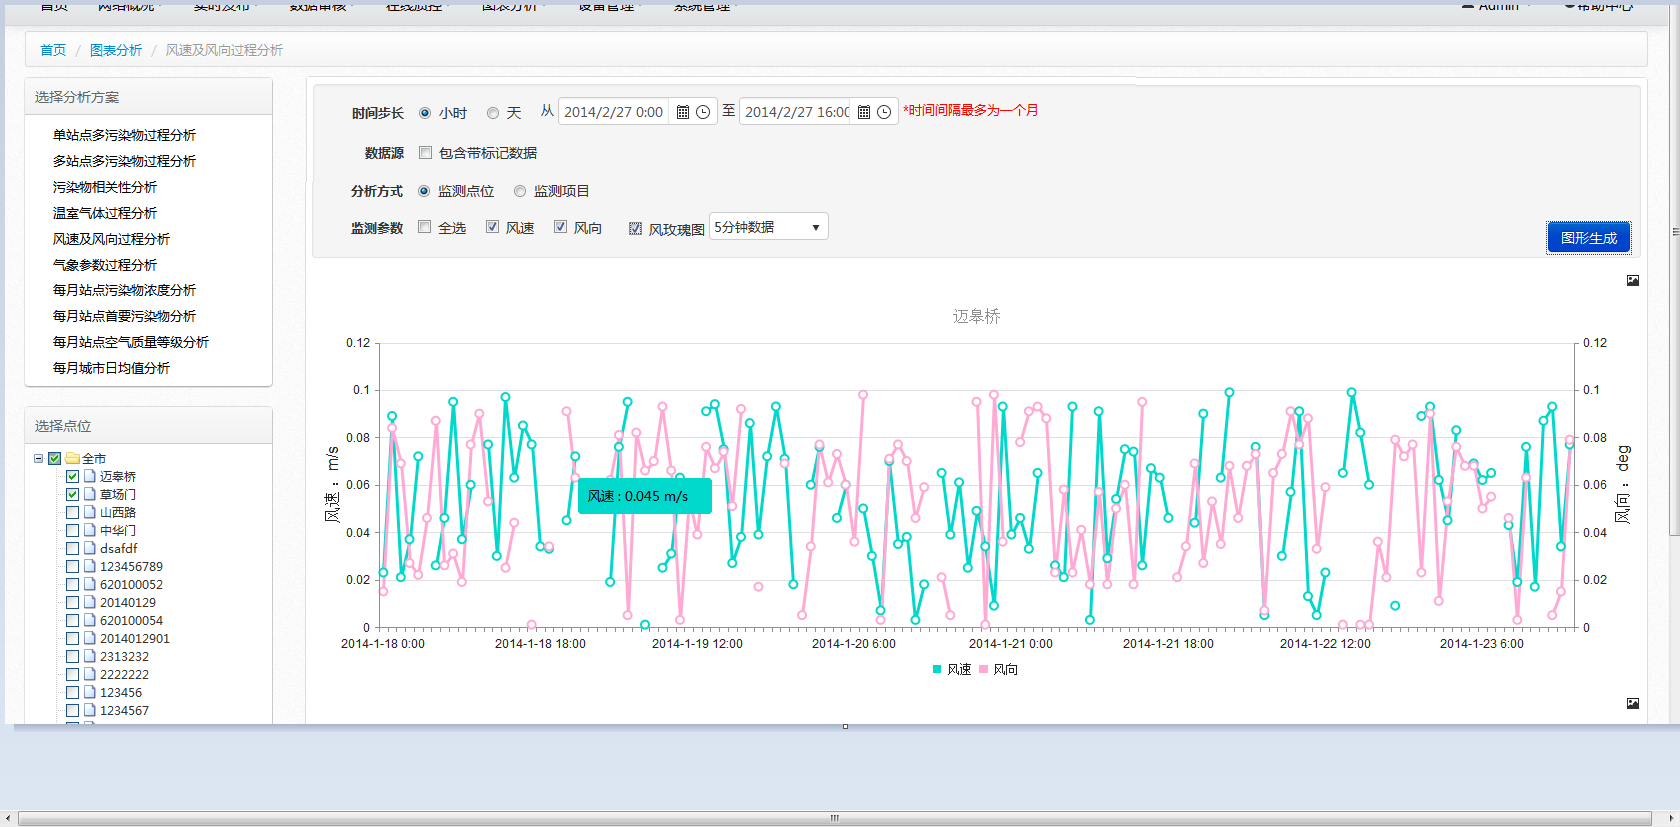 首页 网络概况 实时发布 数据审核 在线质控 图表分析 设备管理 系统管理 Admin 帮助中心
首页 / 图表分析 / 风速及风向过程分析
选择分析方案
单站点多污染物过程分析
多站点多污染物过程分析
污染物相关性分析
温室气体过程分析
风速及风向过程分析
气象参数过程分析
每月站点污染物浓度分析
每月站点首要污染物分析
每月站点空气质量等级分析
每月城市日均值分析
选择点位
全市
迈皋桥
草场门
山西路
中华门
dsafdf
123456789
620100052
20140129
620100054
2014012901
2313232
2222222
123456
1234567
时间步长 小时 天 从 2014/2/27 0:00 至 2014/2/27 16:00 *时间间隔最多为一个月
数据源 包含带标记数据
分析方式 监测点位 监测项目
监测参数 全选 风速 风向 风玫瑰图 5分钟数据
图形生成
迈皋桥
0.12 0.12
0.1 0.1
0.08 0.08
0.06 0.06
0.04 0.04
0.02 0.02
0 0
风速 : m/s
风向 : deg
风速 : 0.045 m/s
2014-1-18 0:00 2014-1-18 18:00 2014-1-19 12:00 2014-1-20 6:00 2014-1-21 0:00 2014-1-21 18:00 2014-1-22 12:00 2014-1-23 6:00
风速 风向